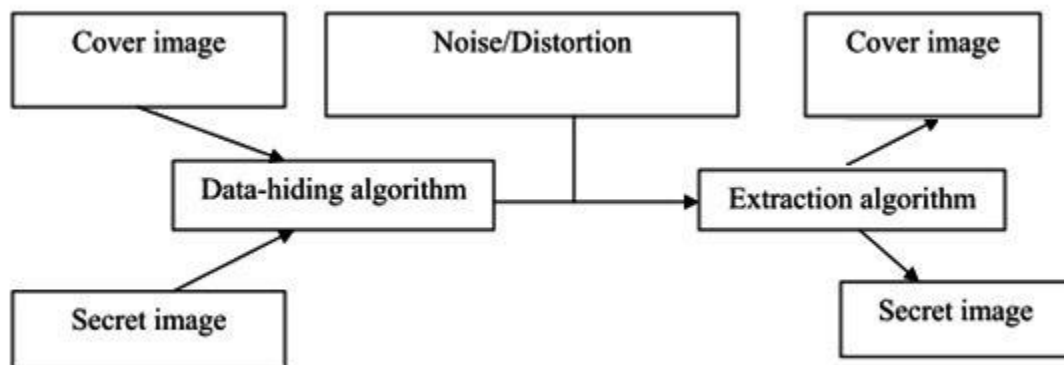 Cover image
Noise/Distortion
Cover image
Data-hiding algorithm
Extraction algorithm
Secret image
Secret image